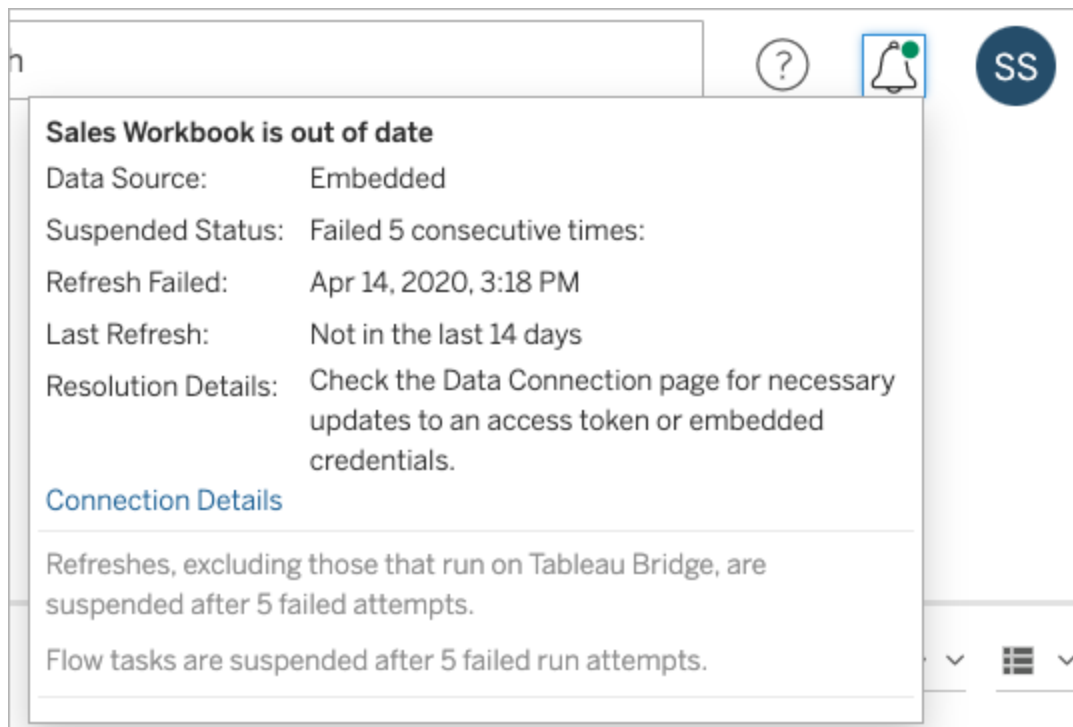 h
?
SS
Sales Workbook is out of date
Data Source: Embedded
Suspended Status: Failed 5 consecutive times:
Refresh Failed: Apr 14, 2020, 3:18 PM
Last Refresh: Not in the last 14 days
Resolution Details: Check the Data Connection page for necessary
updates to an access token or embedded
credentials.
Connection Details
Refreshes, excluding those that run on Tableau Bridge, are
suspended after 5 failed attempts.
Flow tasks are suspended after 5 failed run attempts.